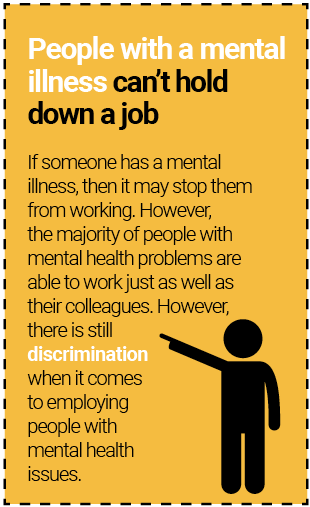 People with a mental
illness can't hold
down a job
If someone has a mental
illness, then it may stop them
from working. However,
the majority of people with
mental health problems are
able to work just as well as
their colleagues. However,
there is still
discrimination
when it comes
to employing
people with
mental health
issues.